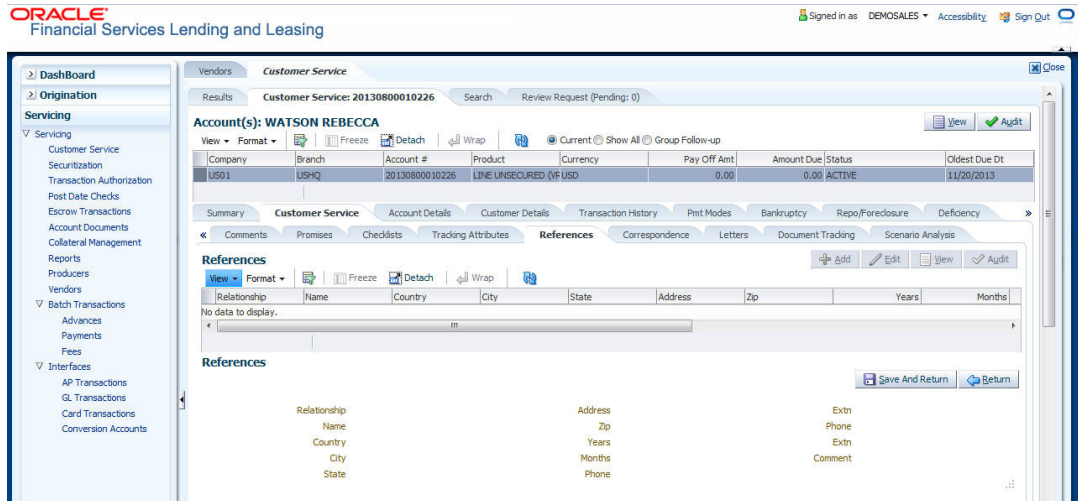 ORACLE
Financial Services Lending and Leasing
Signed in as DEMOSALES Accessibility Sign Out
Close
DashBoard
Origination
Servicing
Servicing
Customer Service
Securitization
Transaction Authorization
Post Date Checks
Escrow Transactions
Account Documents
Collateral Management
Reports
Producers
Vendors
Batch Transactions
Advances
Payments
Fees
Interfaces
AP Transactions
GL Transactions
Card Transactions
Conversion Accounts
Vendors Customer Service
Results Customer Service: 20130800010226 Search Review Request (Pending: 0)
Account(s): WATSON REBECCA
View Audit
View Format Freeze Detach Wrap Current Show All Group Follow-up
Company Branch Account # Product Currency Pay Off Amt Amount Due Status Oldest Due Dt
US01 USHQ 20130800010226 LINE UNSECURED (VF USD 0.00 0.00 ACTIVE 11/20/2013
Summary Customer Service Account Details Customer Details Transaction History Pmt Modes Bankruptcy Repo/Foreclosure Deficiency »
« Comments Promises Checklists Tracking Attributes References Correspondence Letters Document Tracking Scenario Analysis
References
Add Edit View Audit
View Format Freeze Detach Wrap
Relationship Name Country City State Address Zip Years Months
No data to display.
References
Save And Return Return
Relationship Address Extn
Name Zip Phone
Country Years Extn
City Months Comment
State Phone